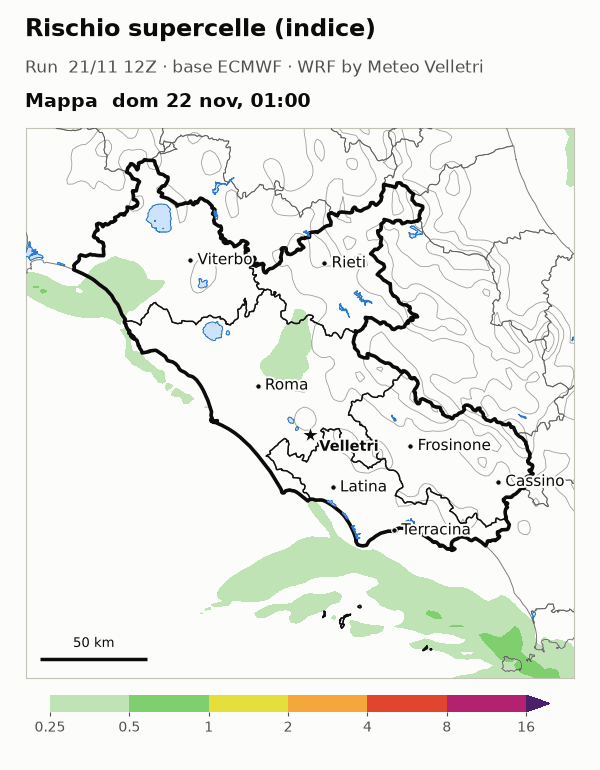 Rischio supercelle (indice)
Run  21/11 12Z · base ECMWF · WRF by Meteo Velletri
Mappa  dom 22 nov, 01:00
Viterbo
Rieti
Roma
Velletri
Frosinone
Cassino
Latina
Terracina
50 km
0.25 0.5 1 2 4 8 16